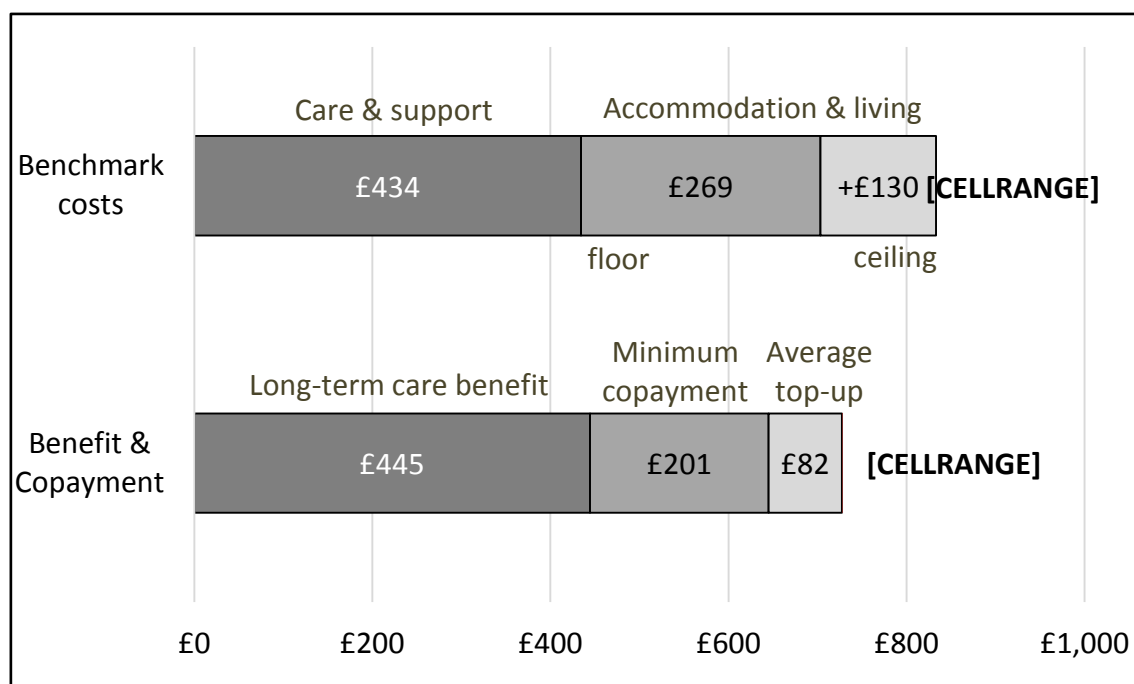 Care & support
Accommodation & living
Benchmark
costs
£434
£269
+£130
[CELLRANGE]
floor
ceiling
Long-term care benefit
Minimum
copayment
Average
top-up
Benefit &
Copayment
£445
£201
£82
[CELLRANGE]
£0
£200
£400
£600
£800
£1,000